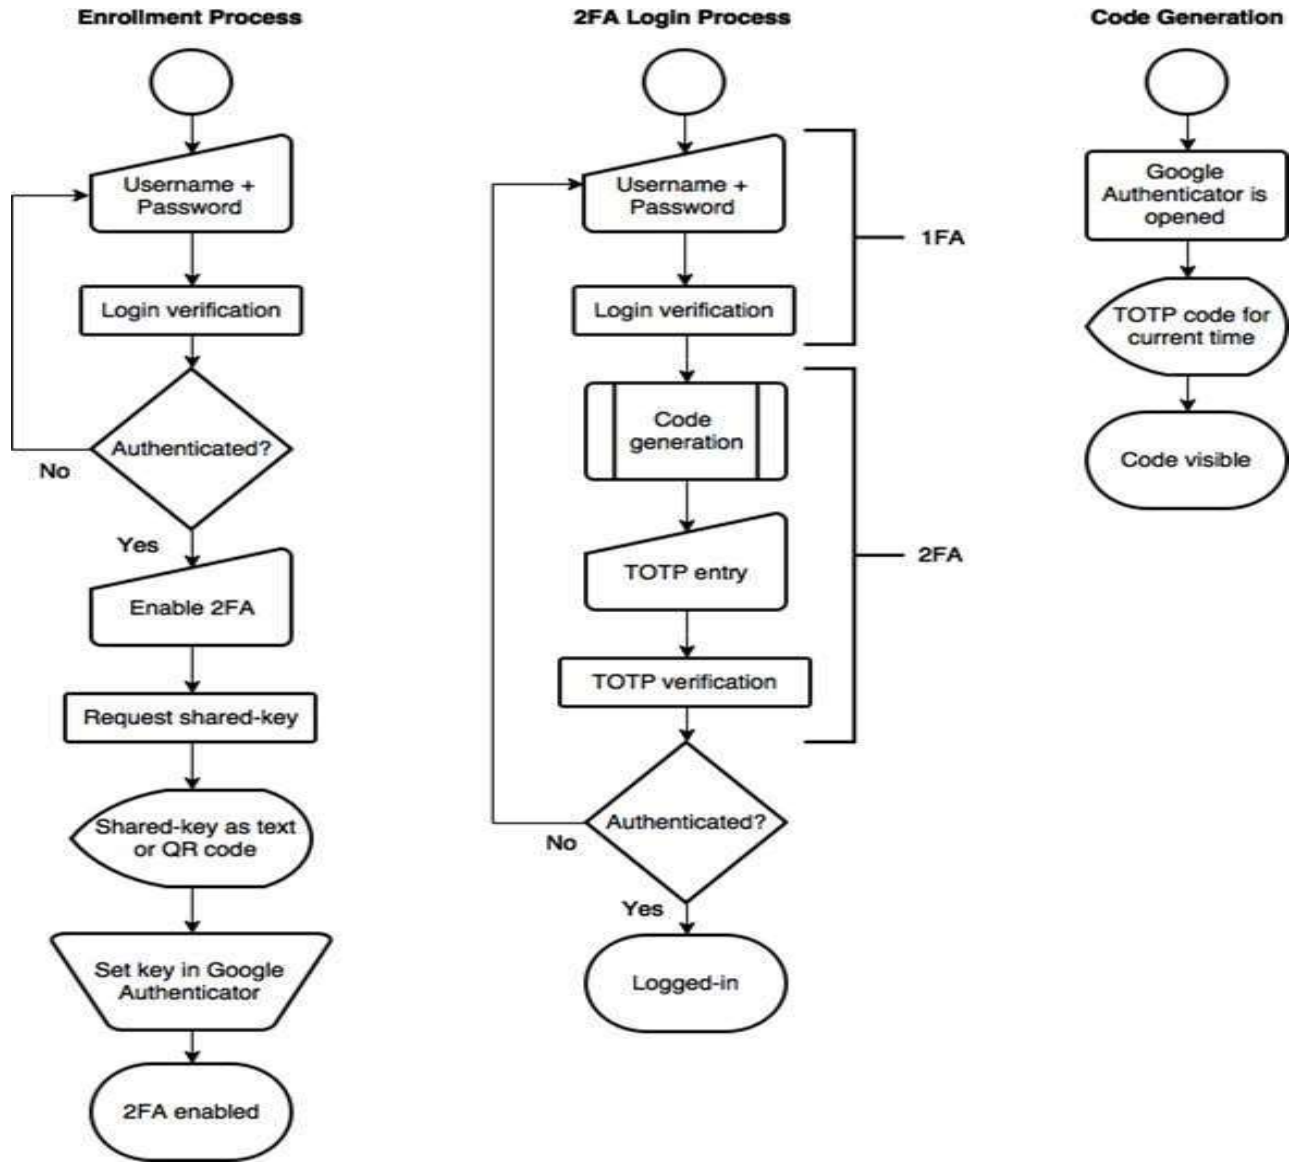 Enrollment Process
Username +
Password
Login verification
Authenticated?
No
Yes
Enable 2FA
Request shared-key
Shared-key as text
or QR code
Set key in Google
Authenticator
2FA enabled
2FA Login Process
Username +
Password
1FA
Login verification
Code
generation
TOTP entry
2FA
TOTP verification
Authenticated?
No
Yes
Logged-in
Code Generation
Google
Authenticator is
opened
TOTP code for
current time
Code visible